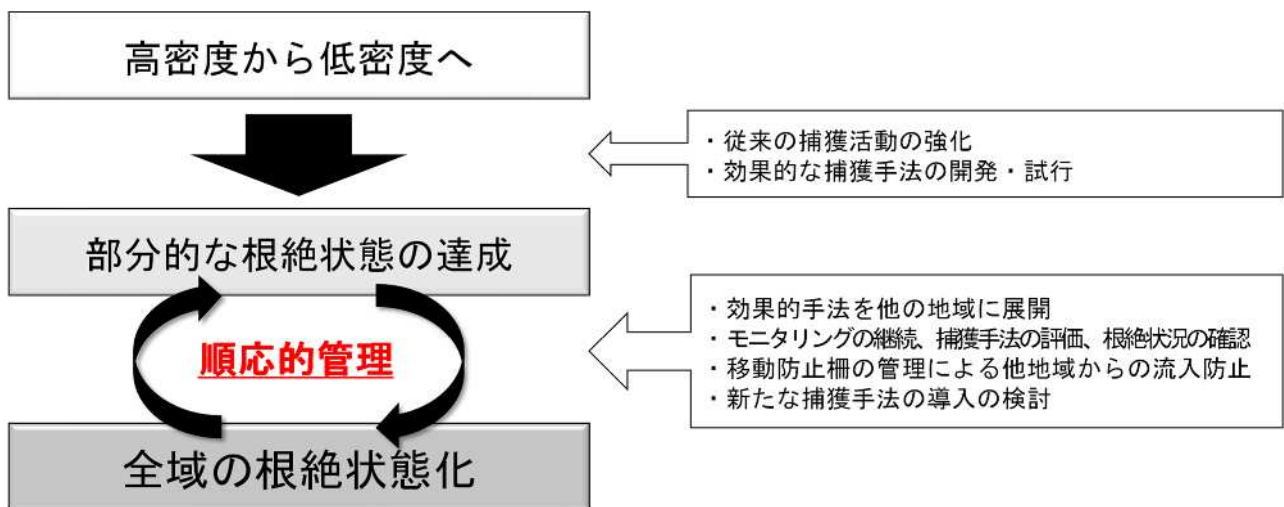 高密度から低密度へ
・従来の捕獲活動の強化
・効果的な捕獲手法の開発・試行
部分的な根絶状態の達成
順応的管理
・効果的手法を他の地域に展開
・モニタリングの継続、捕獲手法の評価、根絶状況の確認
・移動防止柵の管理による他地域からの流入防止
・新たな捕獲手法の導入の検討
全域の根絶状態化